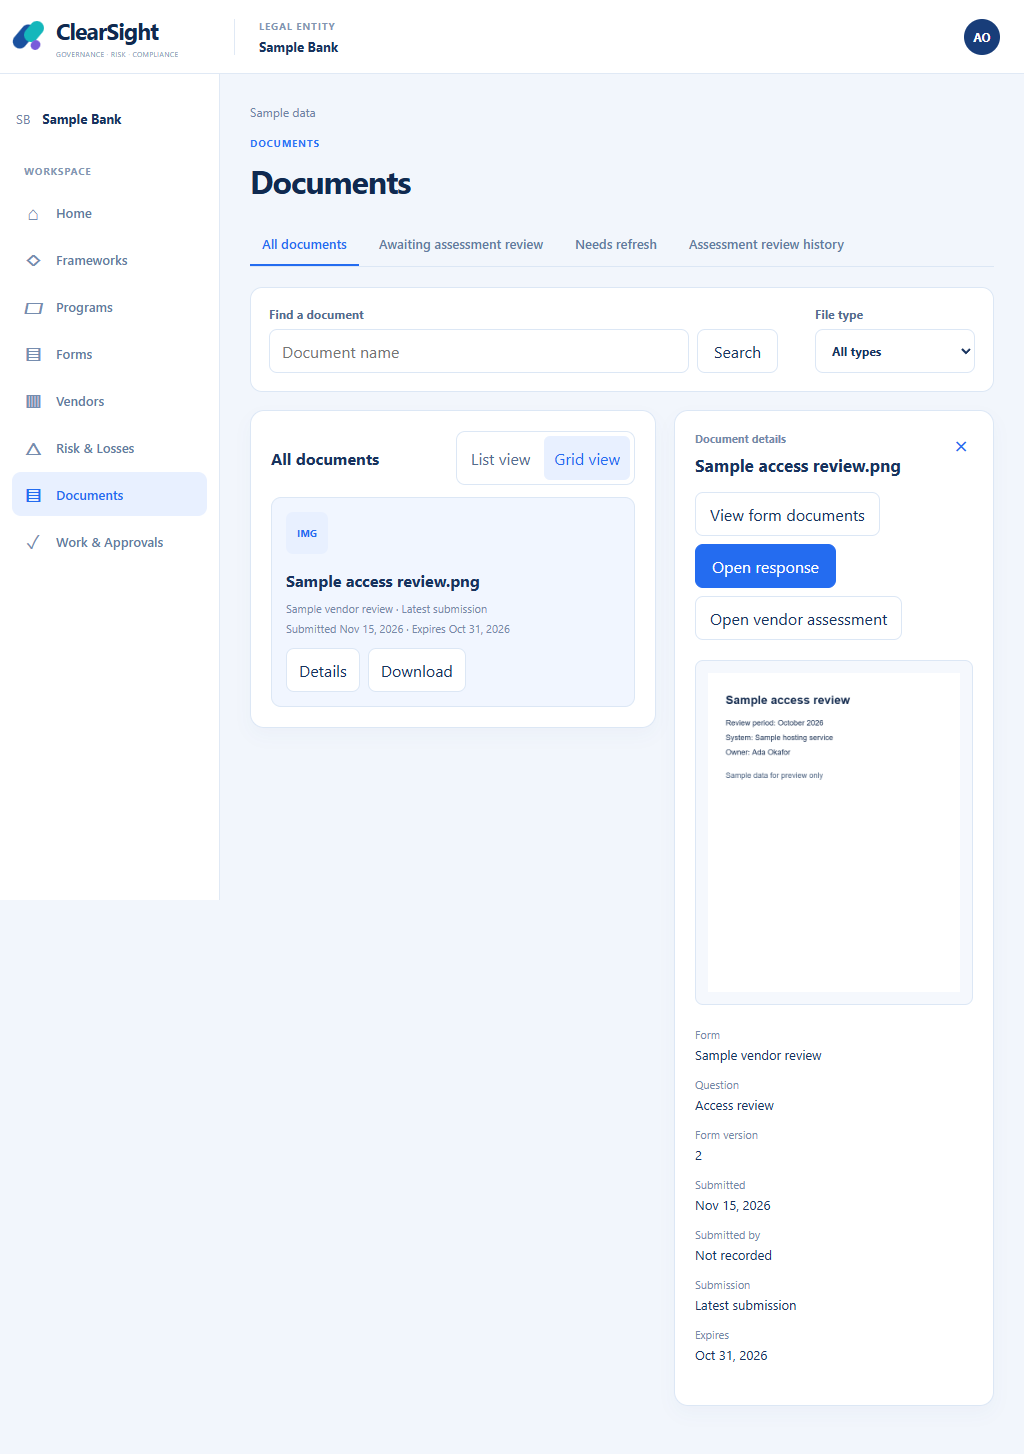 ClearSight
GOVERNANCE · RISK · COMPLIANCE
LEGAL ENTITY
Sample Bank
AO
SB Sample Bank
WORKSPACE
Home
Frameworks
Programs
Forms
Vendors
Risk & Losses
Documents
Work & Approvals
Sample data
DOCUMENTS
Documents
All documents Awaiting assessment review Needs refresh Assessment review history
Find a document
Document name
Search
File type
All types
All documents
List view Grid view
IMG
Sample access review.png
Sample vendor review · Latest submission
Submitted Nov 15, 2026 · Expires Oct 31, 2026
Details Download
Document details
Sample access review.png
View form documents
Open response
Open vendor assessment
Sample access review
Review period: October 2026
System: Sample hosting service
Owner: Ada Okafor
Sample data for preview only
Form
Sample vendor review
Question
Access review
Form version
2
Submitted
Nov 15, 2026
Submitted by
Not recorded
Submission
Latest submission
Expires
Oct 31, 2026